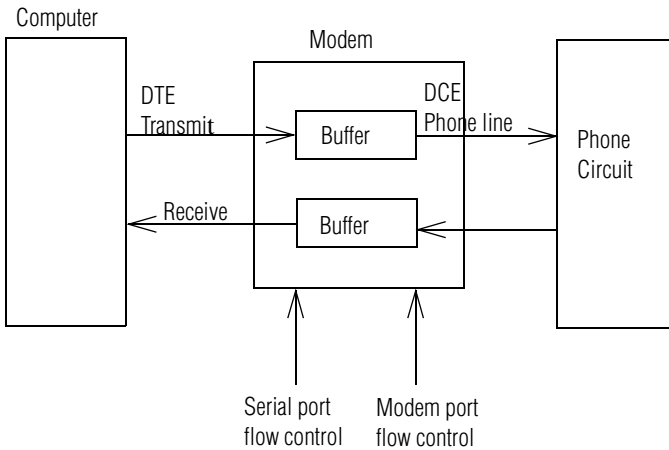 Computer
Modem
DTE
Transmit
DCE
Phone line
Buffer
Phone
Circuit
Receive
Buffer
Serial port
flow control
Modem port
flow control